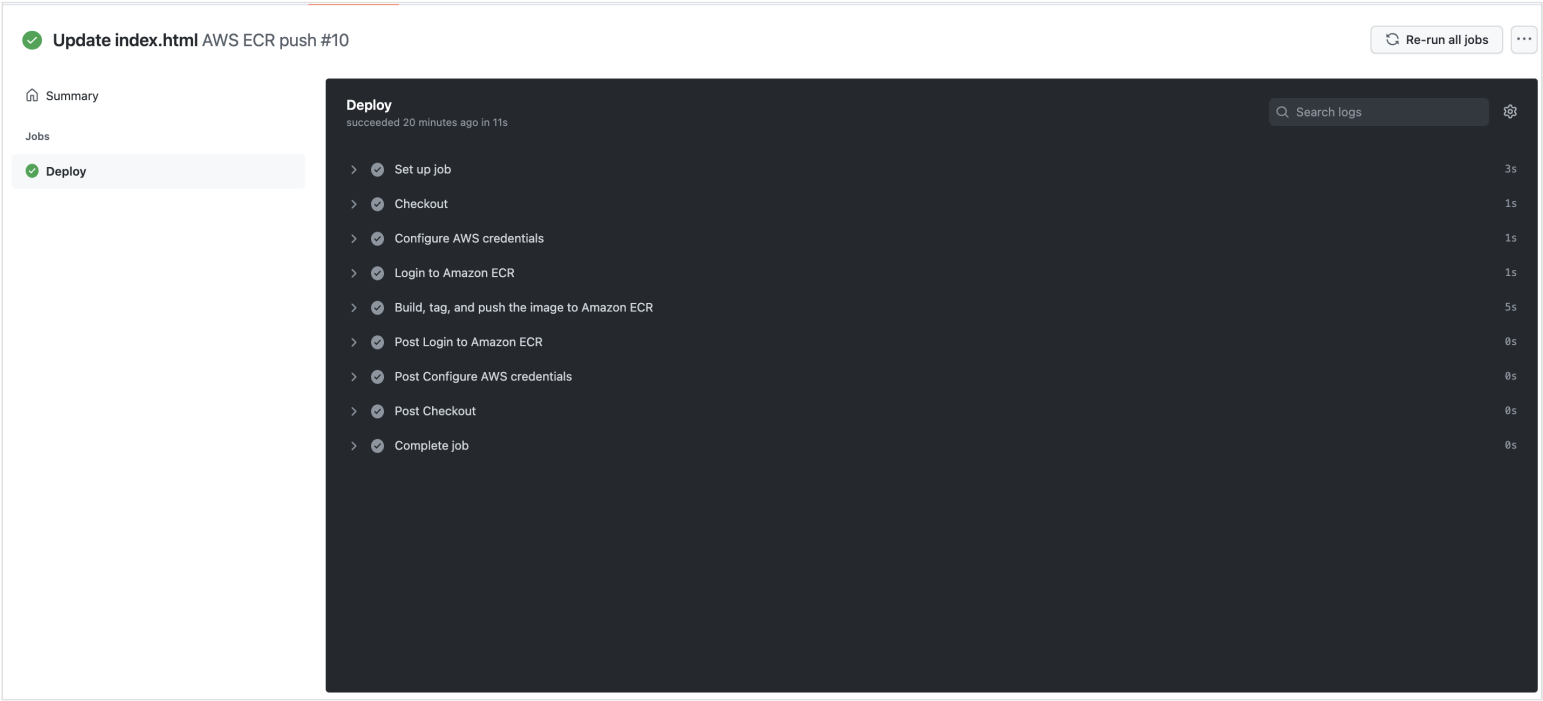 Update index.html AWS ECR push #10
Re-run all jobs
Summary
Jobs
Deploy
Deploy
succeeded 20 minutes ago in 11s
Search logs
Set up job 3s
Checkout 1s
Configure AWS credentials 1s
Login to Amazon ECR 1s
Build, tag, and push the image to Amazon ECR 5s
Post Login to Amazon ECR 0s
Post Configure AWS credentials 0s
Post Checkout 0s
Complete job 0s